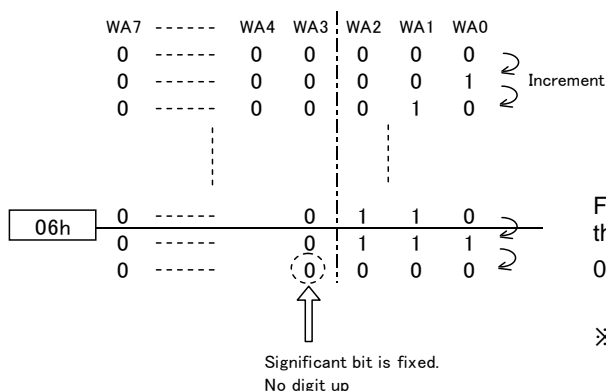 WA7 ------ WA4 WA3 WA2 WA1 WA0
0 ------ 0 0 0 0 0
0 ------ 0 0 0 0 1
Increment
0 ------ 0 0 0 1 0
0 ------ 0 1 1 0
06h
0 ------ 0 1 1 1
0 ------ 0 0 0 0
Significant bit is fixed.
No digit up
F
th
0
※